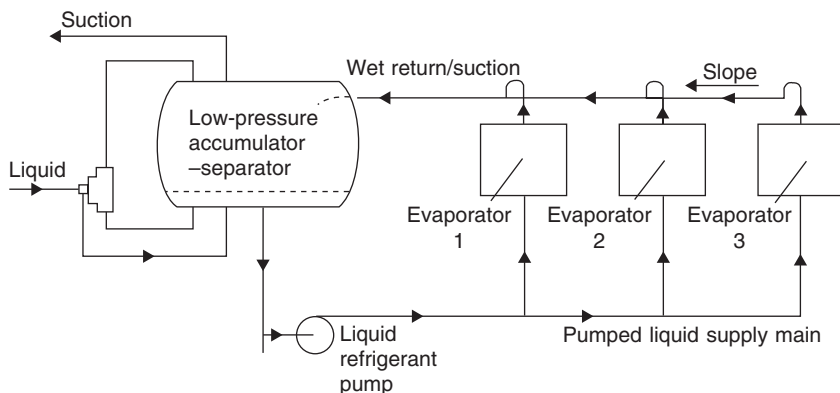 Suction
Wet return/suction
Slope
Low-pressure
accumulator
–separator
Liquid
Evaporator
1
Evaporator
2
Evaporator
3
Liquid
refrigerant
pump
Pumped liquid supply main